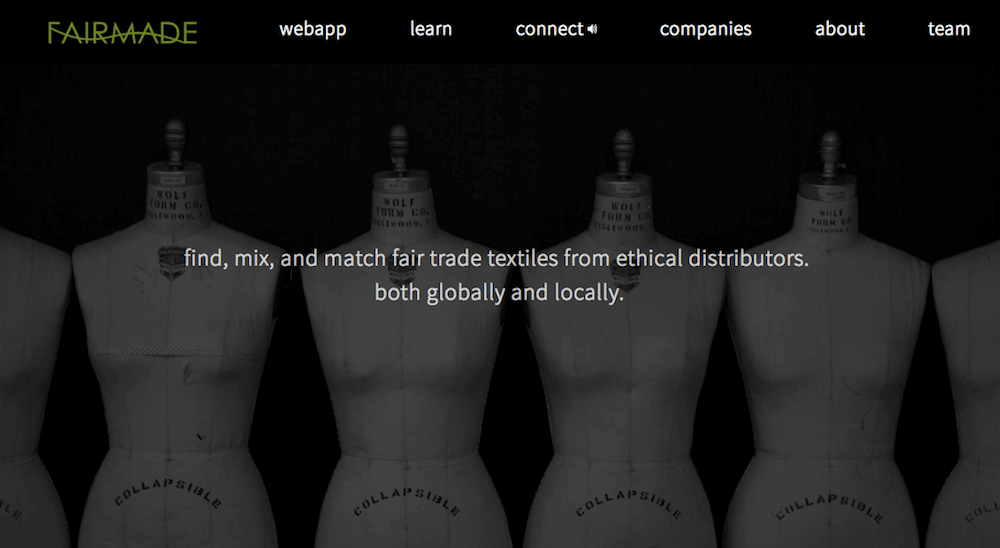 FAIRMADE
webapp
learn
connect
companies
about
team
WOLF
FORM CO.
WOLF
FORM CO.
WOLF
FORM CO.
WOLF
FORM CO.
find, mix, and match fair trade textiles from ethical distributors.
both globally and locally.
COLLAPSIBLE
COLLAPSIBLE
COLLAPSIBLE
COLLAPSIBLE